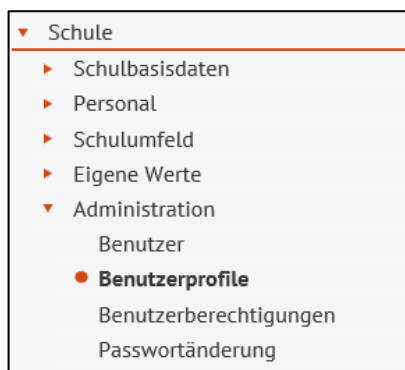 Schule
Schulbasisdaten
Personal
Schulumfeld
Eigene Werte
Administration
Benutzer
Benutzerprofile
Benutzerberechtigungen
Passwortänderung